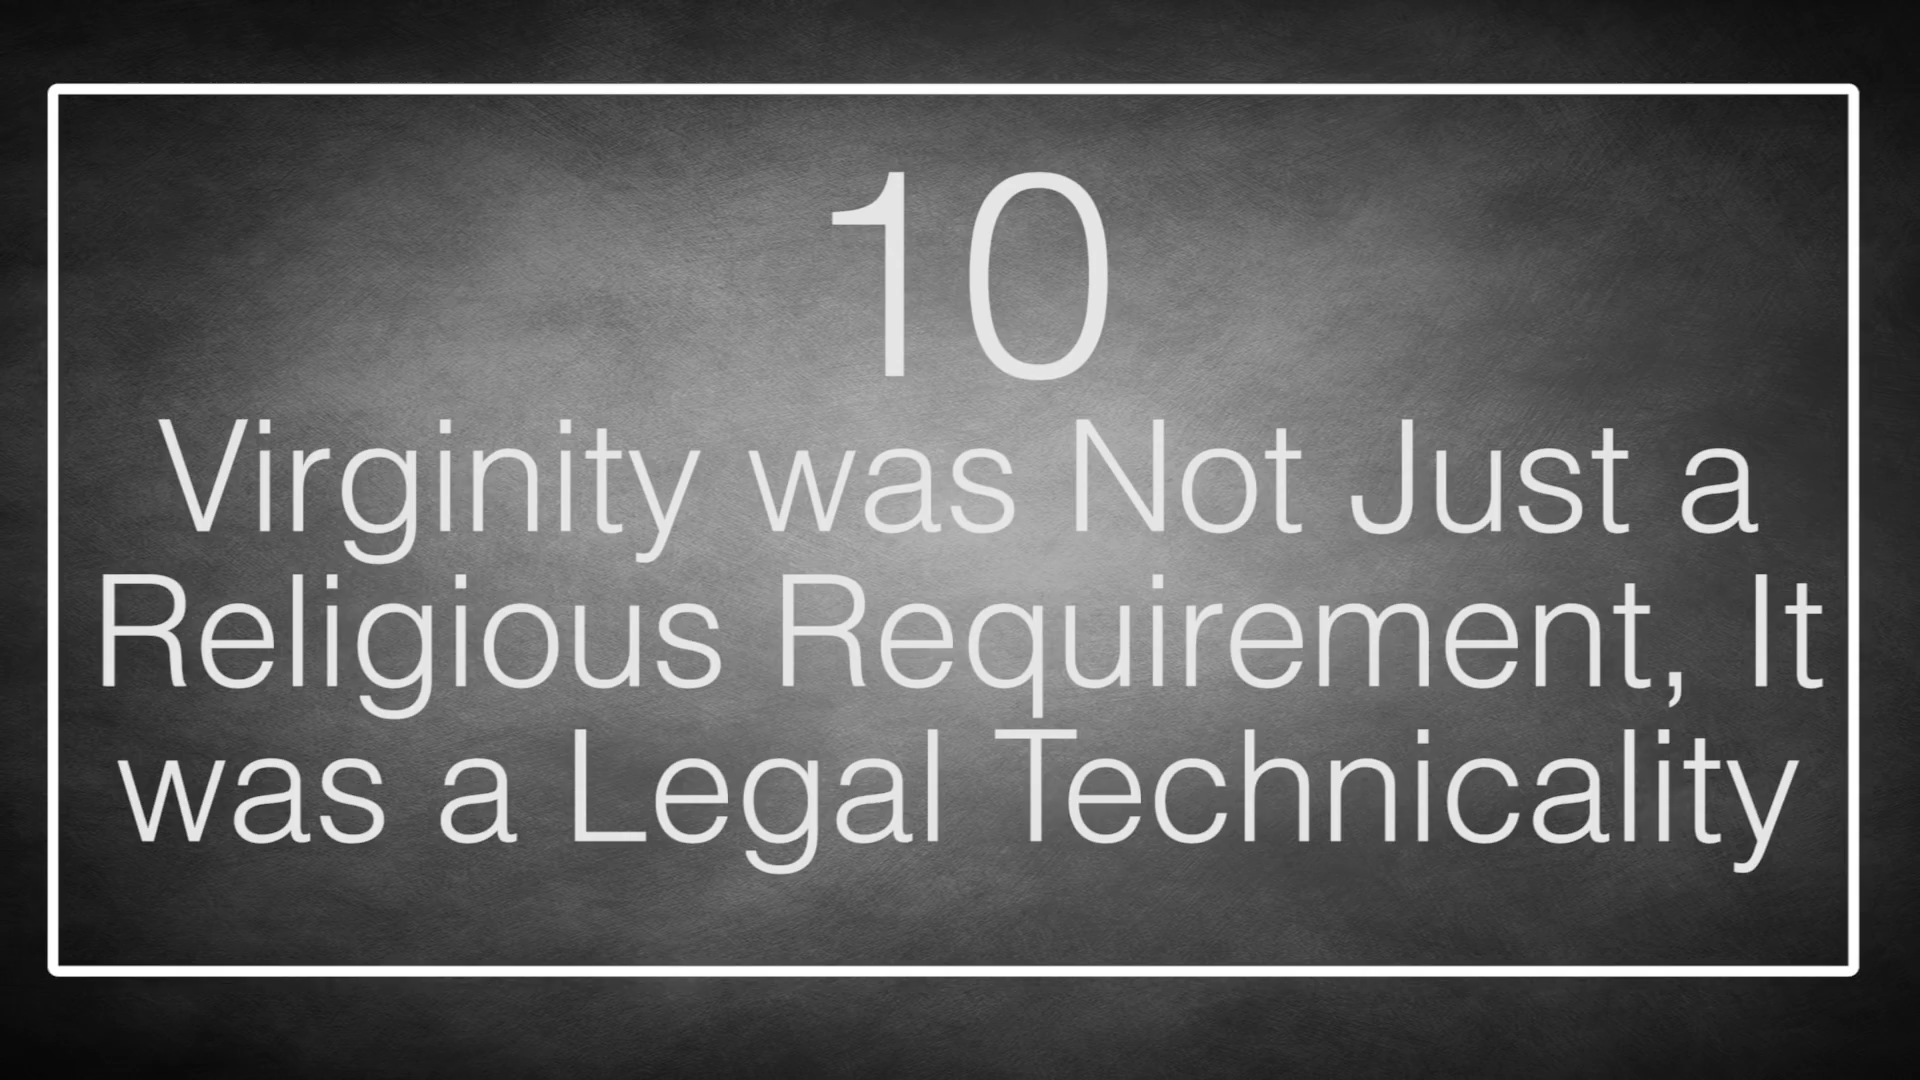 10
Virginity was Not Just a
Religious Requirement, It
was a Legal Technicality